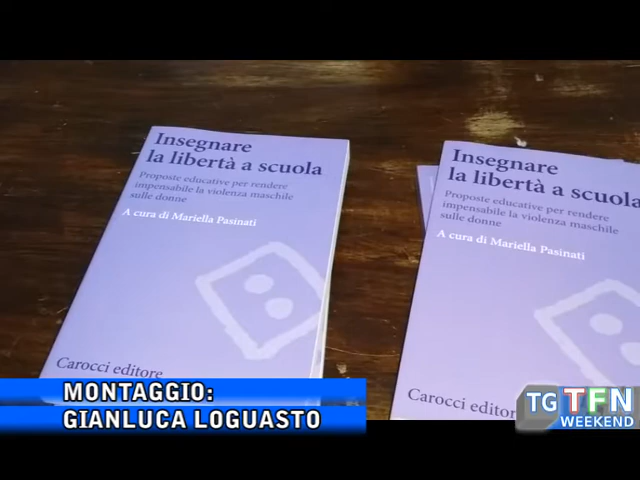 Insegnare
la libertà a scuola
Proposte educative per rendere
impensabile la violenza maschile
sulle donne
A cura di Mariella Pasinati
Carocci editore
Insegnare
la libertà a scuola
Proposte educative per rendere
impensabile la violenza maschile
sulle donne
A cura di Mariella Pasinati
Carocci editore
MONTAGGIO:
GIANLUCA LOGUASTO
TG TFN
WEEKEND